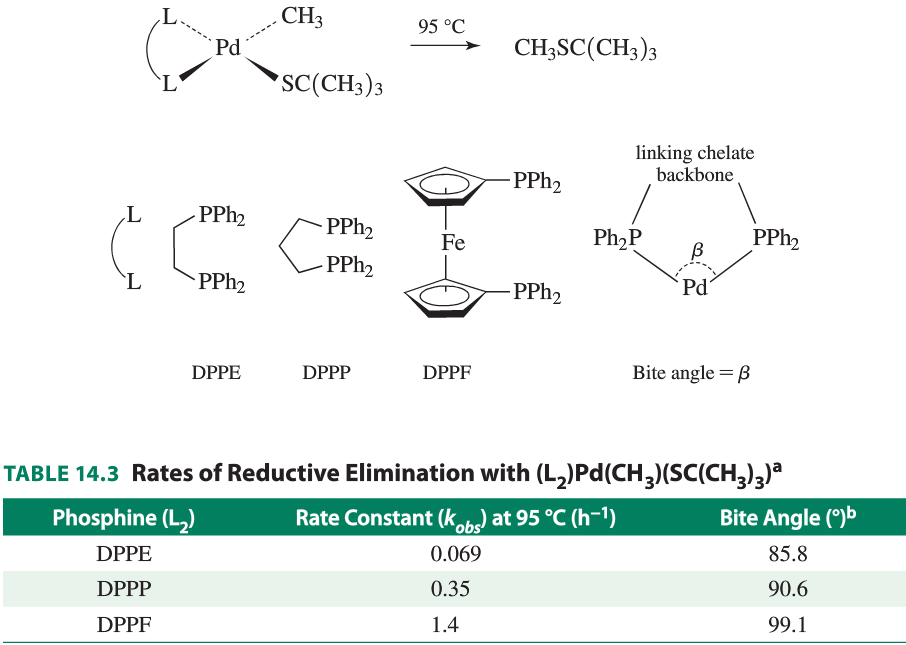 L
CH₃
Pd
L
SC(CH₃)₃
95 °C
CH₃SC(CH₃)₃
L
L
PPh₂
PPh₂
DPPE
PPh₂
PPh₂
DPPP
PPh₂
Fe
PPh₂
DPPF
linking chelate
backbone
Ph₂P
PPh₂
β
Pd
Bite angle = β
TABLE 14.3 Rates of Reductive Elimination with (L₂)Pd(CH₃)(SC(CH₃)₃)ᵃ
Phosphine (L₂) Rate Constant (kobs) at 95 °C (h⁻¹) Bite Angle (°)ᵇ
DPPE 0.069 85.8
DPPP 0.35 90.6
DPPF 1.4 99.1